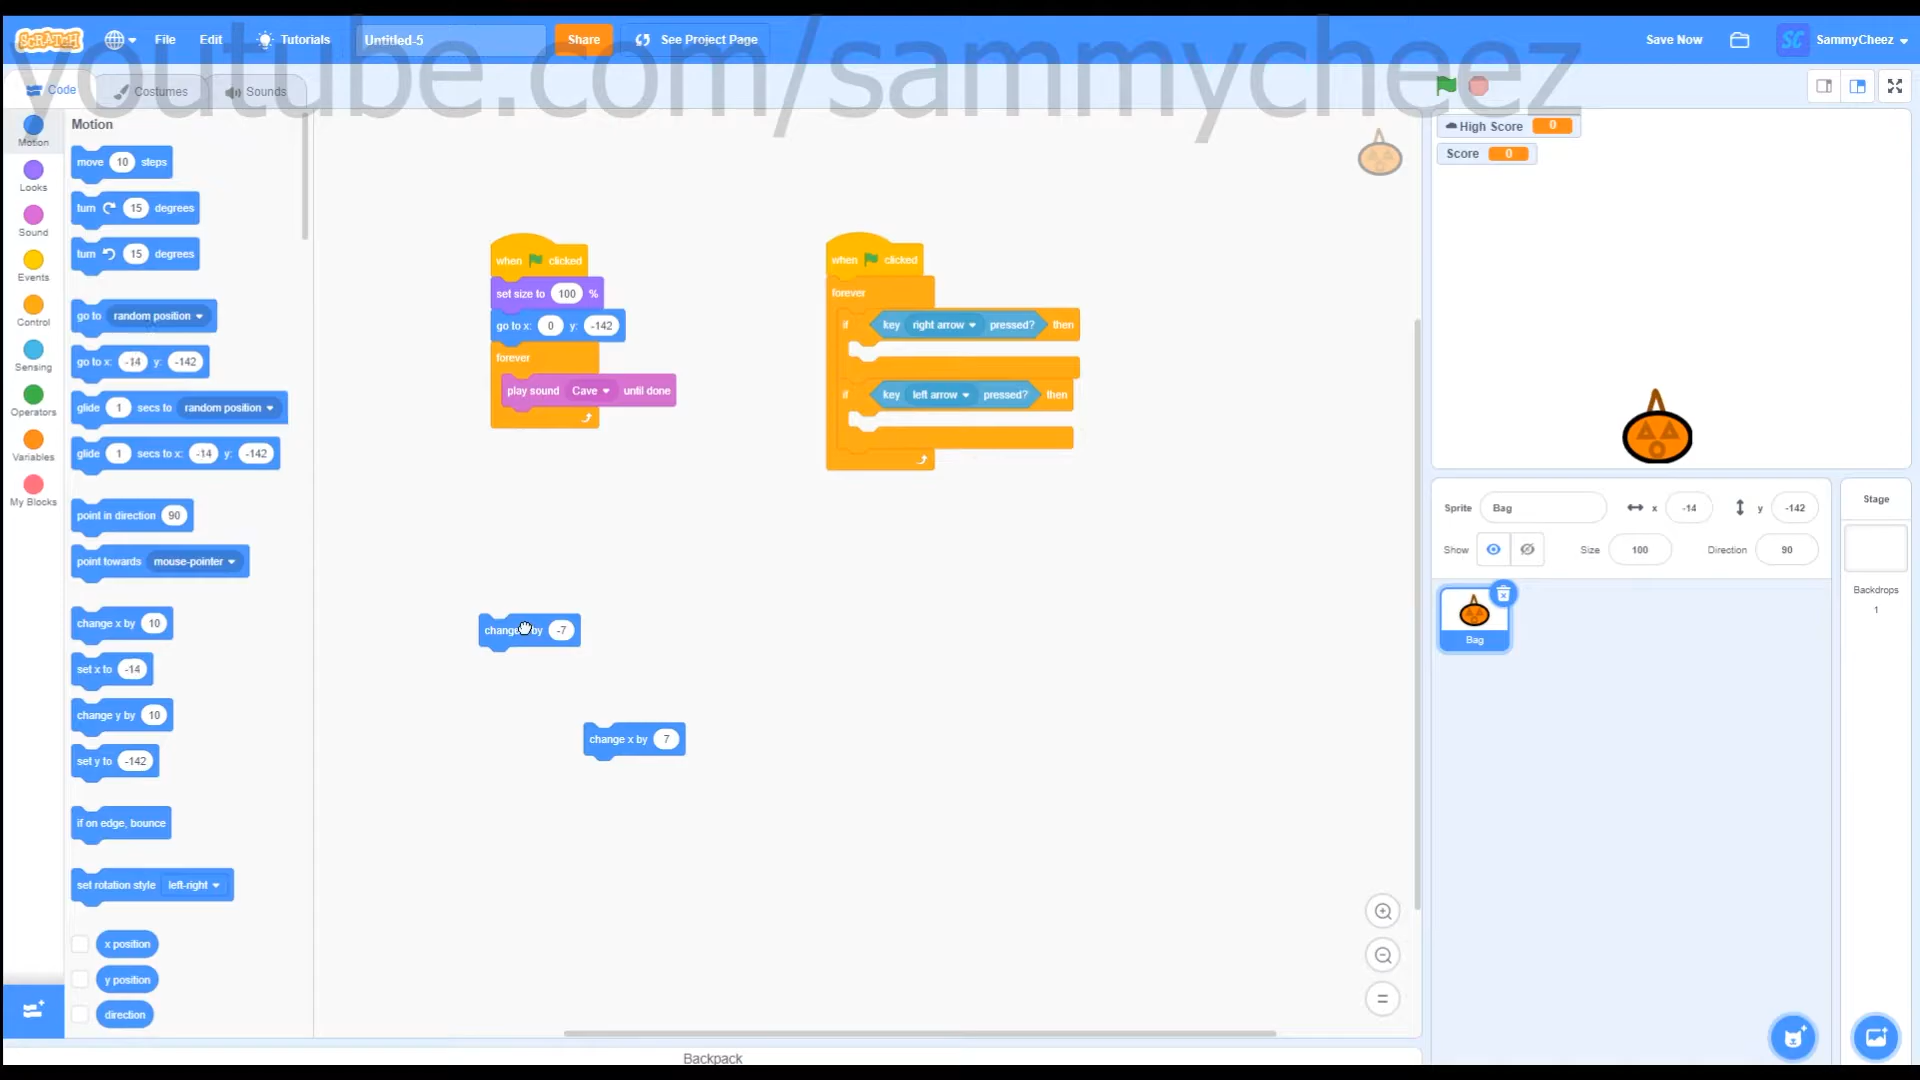 SCRATCH
File
Edit
Tutorials
Untitled-5
Share
See Project Page
Save Now
SC
SammyCheez
youtube.com/sammycheez
Code
Costumes
Sounds
Motion
Looks
Sound
Events
Control
Sensing
Operators
Variables
My Blocks
Motion
move 10 steps
turn 15 degrees
turn 15 degrees
go to random position
go to x: -14 y: -142
glide 1 secs to random position
glide 1 secs to x: -14 y: -142
point in direction 90
point towards mouse-pointer
change x by 10
set x to -14
change y by 10
set y to -142
if on edge, bounce
set rotation style left-right
x position
y position
direction
when clicked
set size to 100 %
go to x: 0 y: -142
forever
play sound Cave until done
when clicked
forever
if key right arrow pressed? then
if key left arrow pressed? then
change by -7
change x by 7
Backpack
High Score 0
Score 0
Sprite Bag x -14 y -142
Show Size 100 Direction 90
Bag
Stage
Backdrops
1